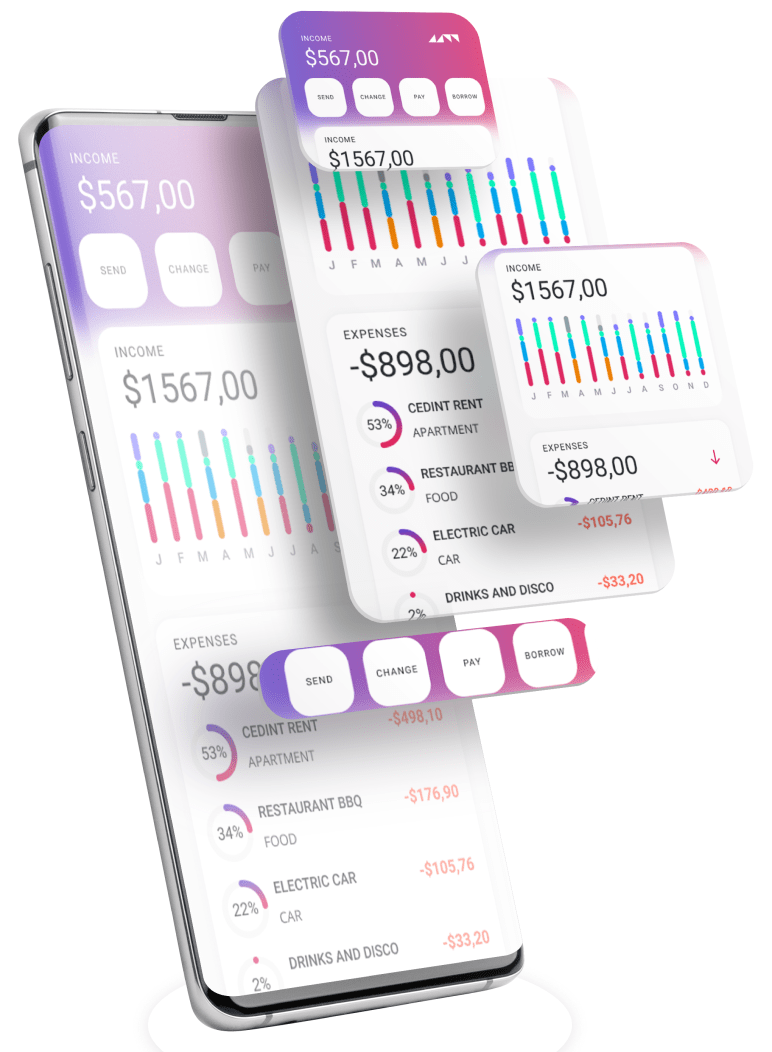 INCOME
$567,00
SEND CHANGE PAY BORROW
INCOME
$1567,00
J F M A M J J
EXPENSES
-$898,00
53% CEDINT RENT
APARTMENT
34% RESTAURANT BB
FOOD
22% ELECTRIC CAR -$105,76
CAR
2% DRINKS AND DISCO -$33,20
INCOME
$1567,00
J F M A M J J A S O N D
EXPENSES
-$898,00
CEDINT RENT
SEND CHANGE PAY BORROW
INCOME
$567,00
SEND CHANGE PAY
INCOME
$1567,00
J F M A M J J A S
EXPENSES
-$898
53% CEDINT RENT -$498,10
APARTMENT
34% RESTAURANT BBQ -$176,90
FOOD
22% ELECTRIC CAR -$105,76
CAR
2% DRINKS AND DISCO -$33,20